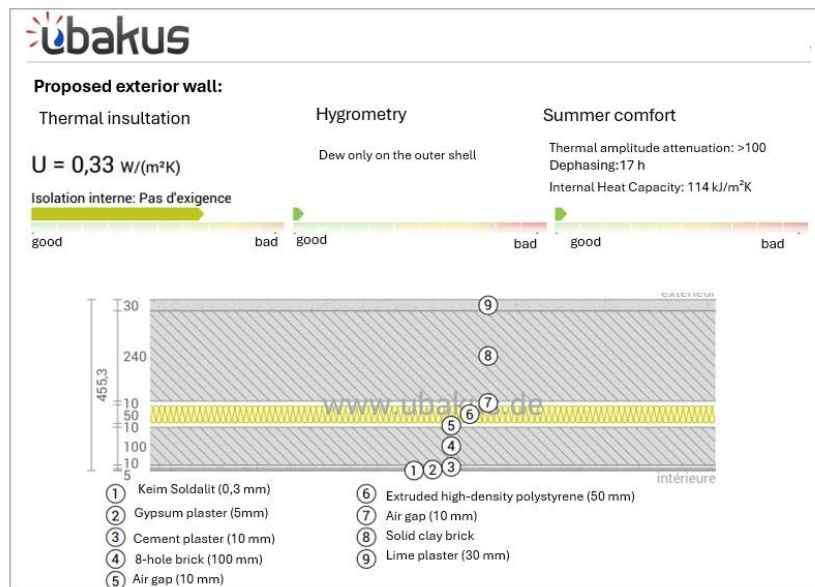 ubakus
Proposed exterior wall:
Thermal insultation
Hygrometry
Summer comfort
U = 0,33 W/(m²K)
Dew only on the outer shell
Thermal amplitude attenuation: >100
Dephasing: 17 h
Internal Heat Capacity: 114 kJ/m²K
Isolation interne: Pas d'exigence
good bad
good bad
good bad
extérieur
455,3
30
240
10
50
10
100
10
5
9
8
7
6
5
4
1 2 3
www.ubakus.de
intérieure
1 Keim Soldalit (0,3 mm)
2 Gypsum plaster (5mm)
3 Cement plaster (10 mm)
4 8-hole brick (100 mm)
5 Air gap (10 mm)
6 Extruded high-density polystyrene (50 mm)
7 Air gap (10 mm)
8 Solid clay brick
9 Lime plaster (30 mm)